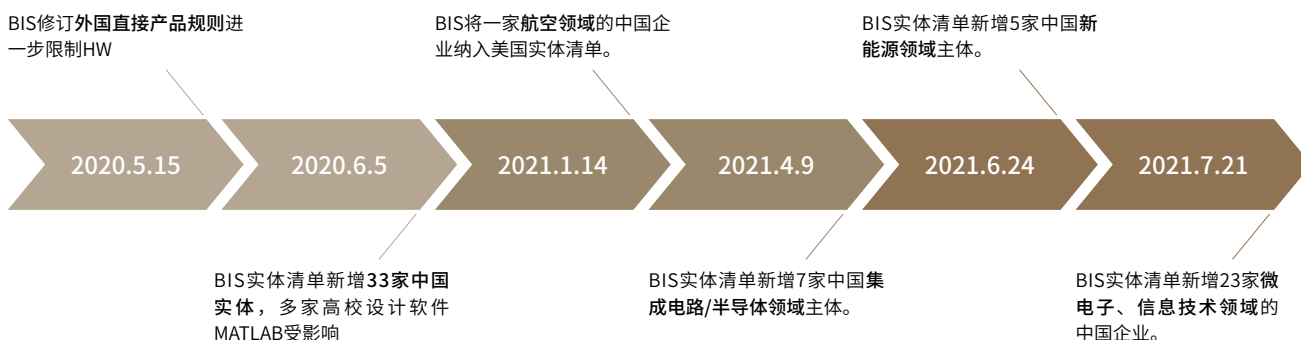 BIS修订外国直接产品规则进
一步限制HW
BIS将一家航空领域的中国企
业纳入美国实体清单。
BIS实体清单新增5家中国新
能源领域主体。
2020.5.15
2020.6.5
2021.1.14
2021.4.9
2021.6.24
2021.7.21
BIS实体清单新增33家中国
实体，多家高校设计软件
MATLAB受影响
BIS实体清单新增7家中国集
成电路/半导体领域主体。
BIS实体清单新增23家微
电子、信息技术领域的
中国企业。